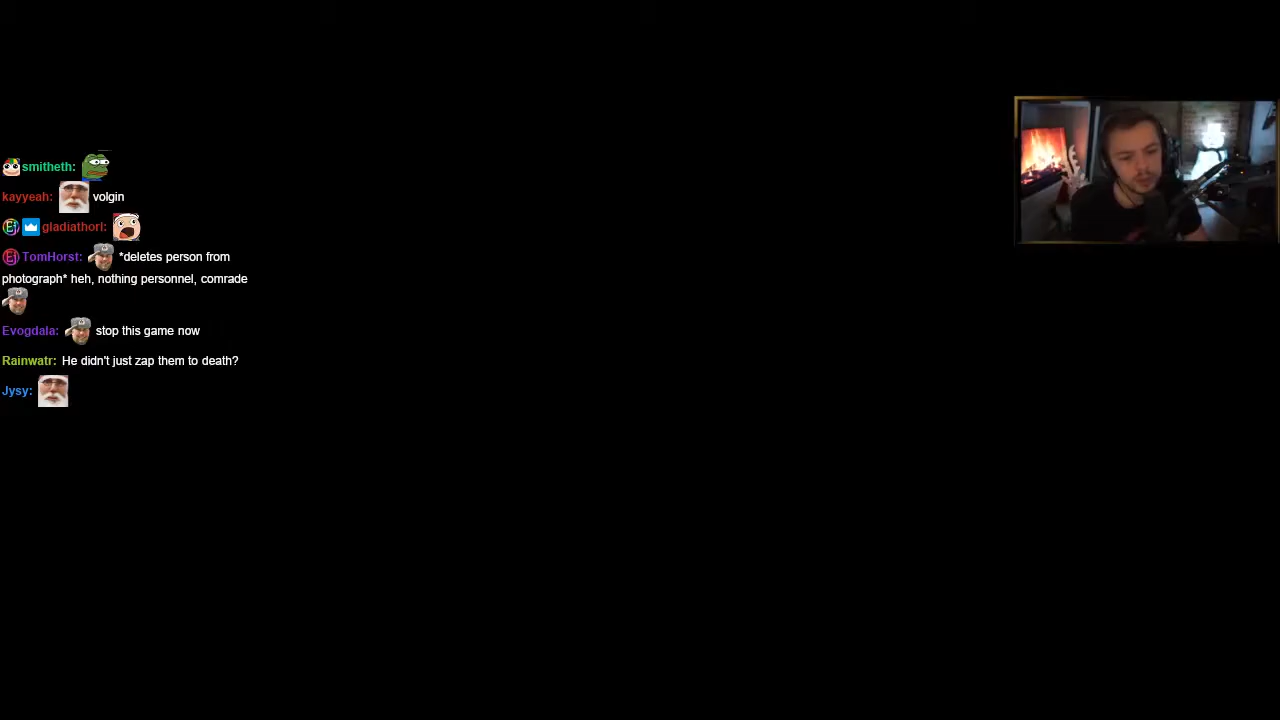 smitheth:
kayyeah: volgin
gladiathorl:
TomHorst: *deletes person from
photograph* heh, nothing personnel, comrade
Evogdala: stop this game now
Rainwatr: He didn't just zap them to death?
Jysy: